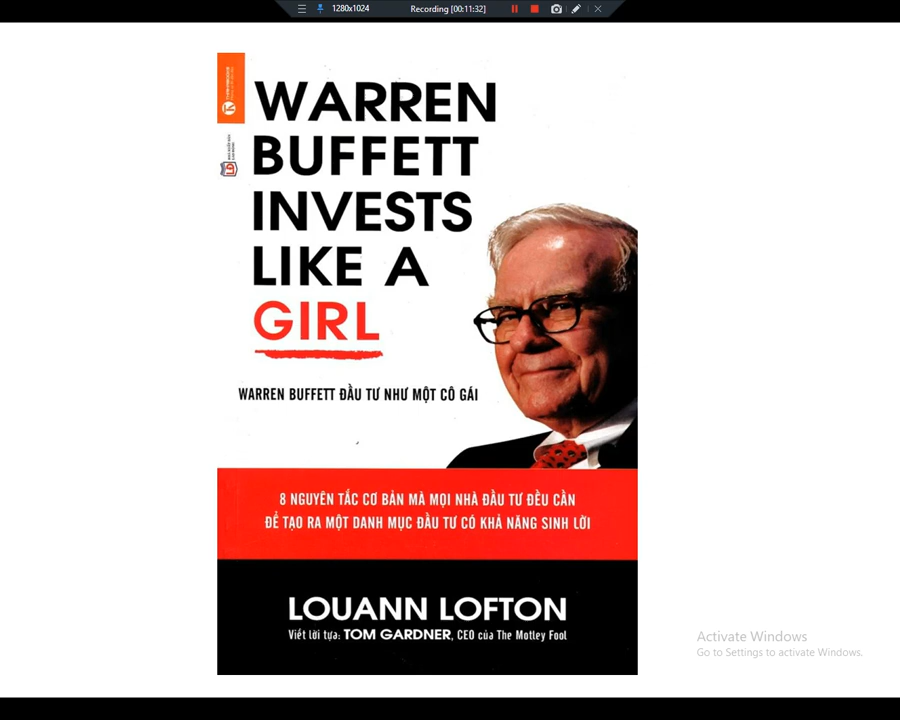 1280x1024
Recording [00:11:32]
WARREN
BUFFETT
INVESTS
LIKE A
GIRL
WARREN BUFFETT ĐẦU TƯ NHƯ MỘT CÔ GÁI
8 NGUYÊN TẮC CƠ BẢN MÀ MỌI NHÀ ĐẦU TƯ ĐỀU CẦN
ĐỂ TẠO RA MỘT DANH MỤC ĐẦU TƯ CÓ KHẢ NĂNG SINH LỜI
LOUANN LOFTON
Viết lời tựa: TOM GARDNER, CEO của The Motley Fool
Activate Windows
Go to Settings to activate Windows.